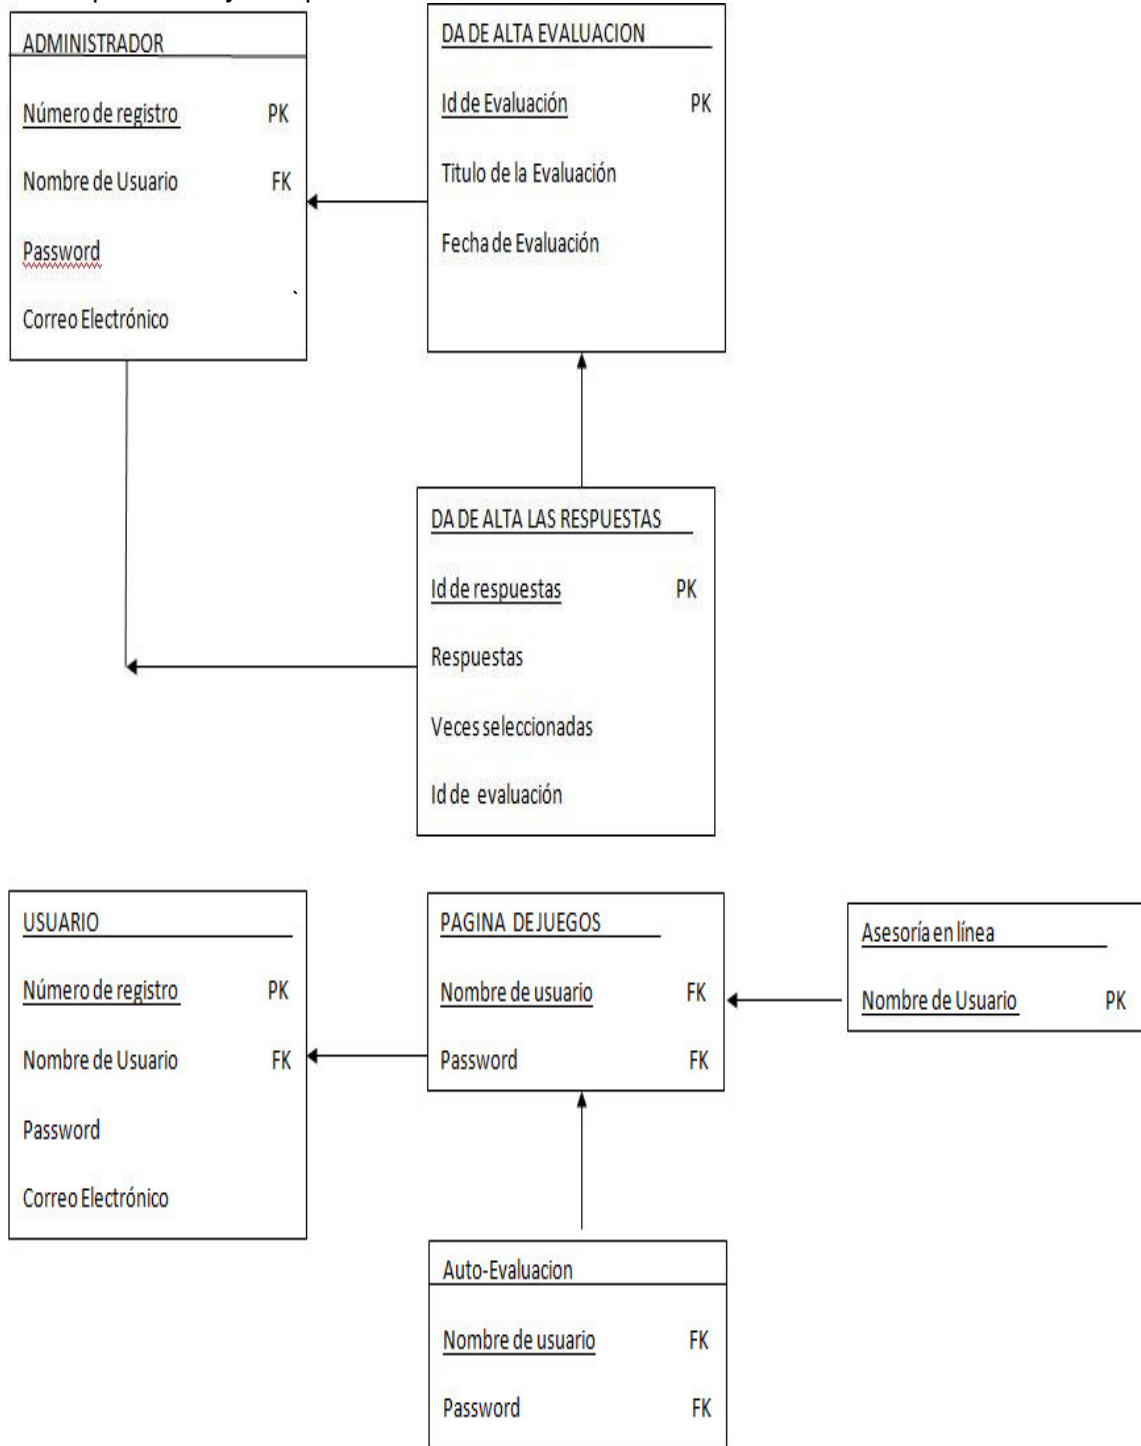 ADMINISTRADOR
Número de registro PK
Nombre de Usuario FK
Password
Correo Electrónico
DA DE ALTA EVALUACION
Id de Evaluación PK
Titulo de la Evaluación
Fecha de Evaluación
DA DE ALTA LAS RESPUESTAS
Id de respuestas PK
Respuestas
Veces seleccionadas
Id de evaluación
USUARIO
Número de registro PK
Nombre de Usuario FK
Password
Correo Electrónico
PAGINA DE JUEGOS
Nombre de usuario FK
Password FK
Asesoría en línea
Nombre de Usuario PK
Auto-Evaluacion
Nombre de usuario FK
Password FK